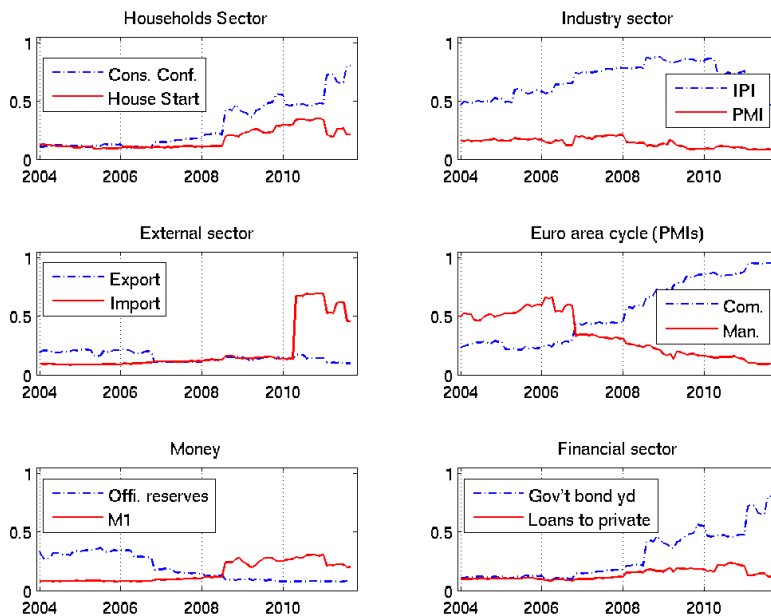 Households Sector
1
0.5
0
Cons. Conf.
House Start
2004 2006 2008 2010
Industry sector
1
0.5
0
IPI
PMI
2004 2006 2008 2010
External sector
1
0.5
0
Export
Import
2004 2006 2008 2010
Euro area cycle (PMIs)
1
0.5
0
Com.
Man.
2004 2006 2008 2010
Money
1
0.5
0
Offi. reserves
M1
2004 2006 2008 2010
Financial sector
1
0.5
0
Gov't bond yd
Loans to private
2004 2006 2008 2010